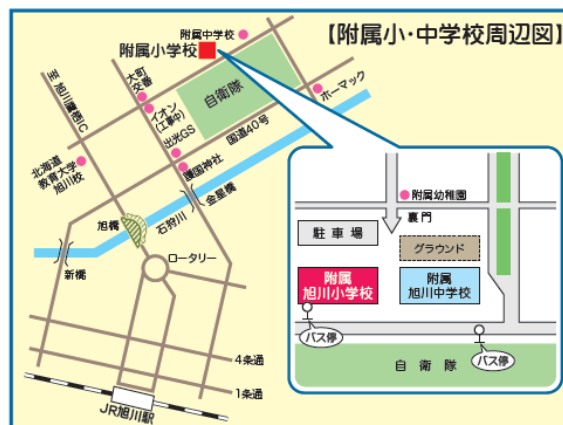 【附属小・中学校周辺図】
附属中学校
附属小学校
大町
交番
至 旭川鷹栖IC
イオン
(工事中)
自衛隊
ホーマック
出光GS
国道40号
北海道
教育大学
旭川校
護国神社
金星橋
石狩川
旭橋
新橋
ロータリー
4条通
1条通
JR旭川駅
附属幼稚園
裏門
駐車場
グラウンド
附属
旭川小学校
附属
旭川中学校
バス停
バス停
自衛隊